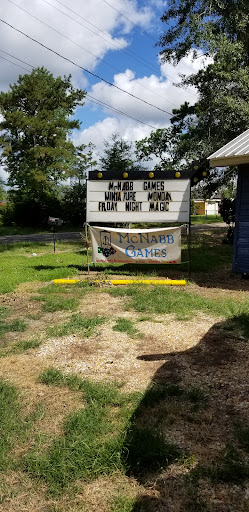 McNABB GAMES
MINIATURE MONDA
FRIDAY NIGHT MAGIC
McNabb
Games